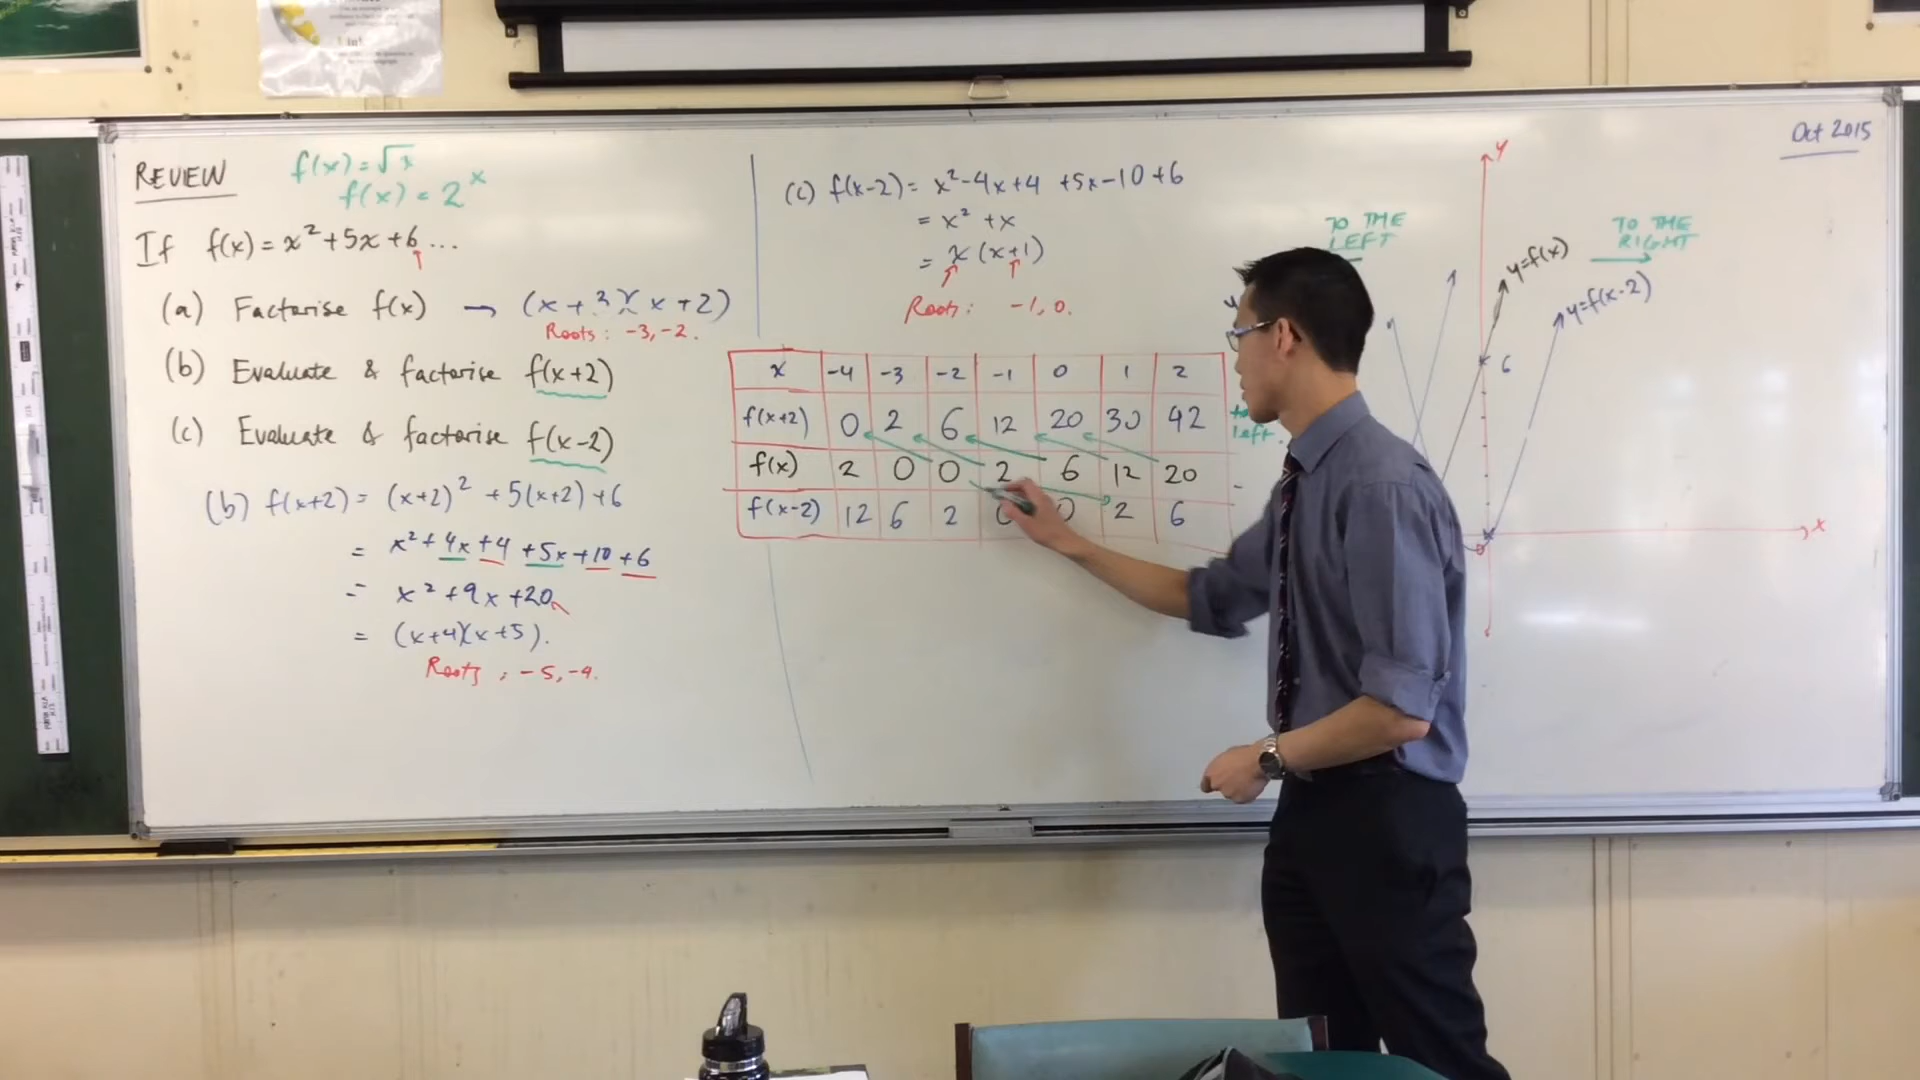 REVIEW
f(x)=√x
f(x)=2^x
If f(x)=x²+5x+6...
(a) Factorise f(x) → (x+3)(x+2)
Roots: -3,-2.
(b) Evaluate & factorise f(x+2)
(c) Evaluate & factorise f(x-2)
(b) f(x+2)= (x+2)² +5(x+2)+6
= x²+4x+4+5x+10+6
= x²+9x+20
= (x+4)(x+5).
Roots: -5,-4.
(c) f(x-2)= x²-4x+4 +5x-10+6
= x² +x
= x(x+1)
Roots: -1,0.
x -4 -3 -2 -1 0 1 2
f(x+2) 0 2 6 12 20 30 42
left.
f(x) 2 0 0 2 6 12 20
f(x-2) 12 6 2 0 0 2 6
Oct 2015
y
TO THE
LEFT
TO THE
RIGHT
y=f(x)
y=f(x-2)
6
x
0